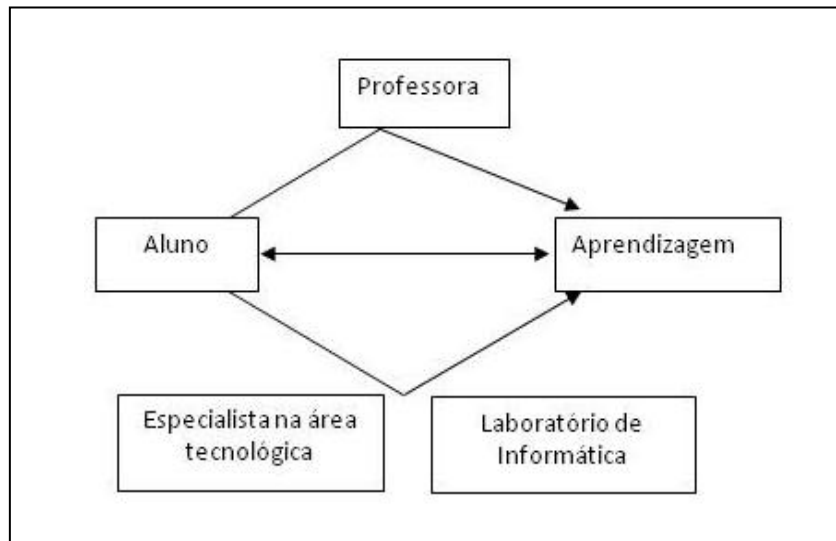 Professora
Aluno
Aprendizagem
Especialista na área
tecnológica
Laboratório de
Informática